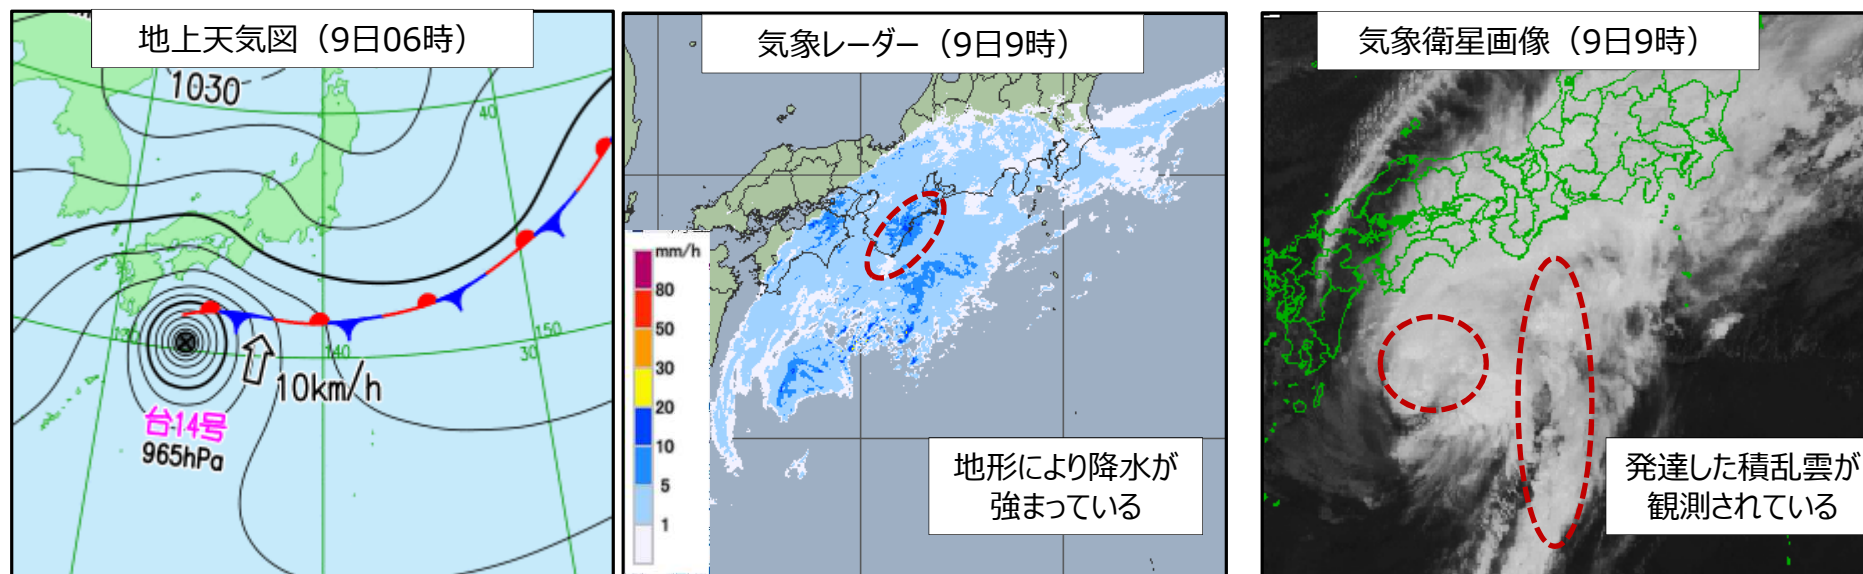 地上天気図（9日06時）
1030
40
130
140
150
30
10km/h
台14号
965hPa
気象レーダー（9日9時）
mm/h
80
50
30
20
10
5
1
地形により降水が
強まっている
気象衛星画像（9日9時）
発達した積乱雲が
観測されている